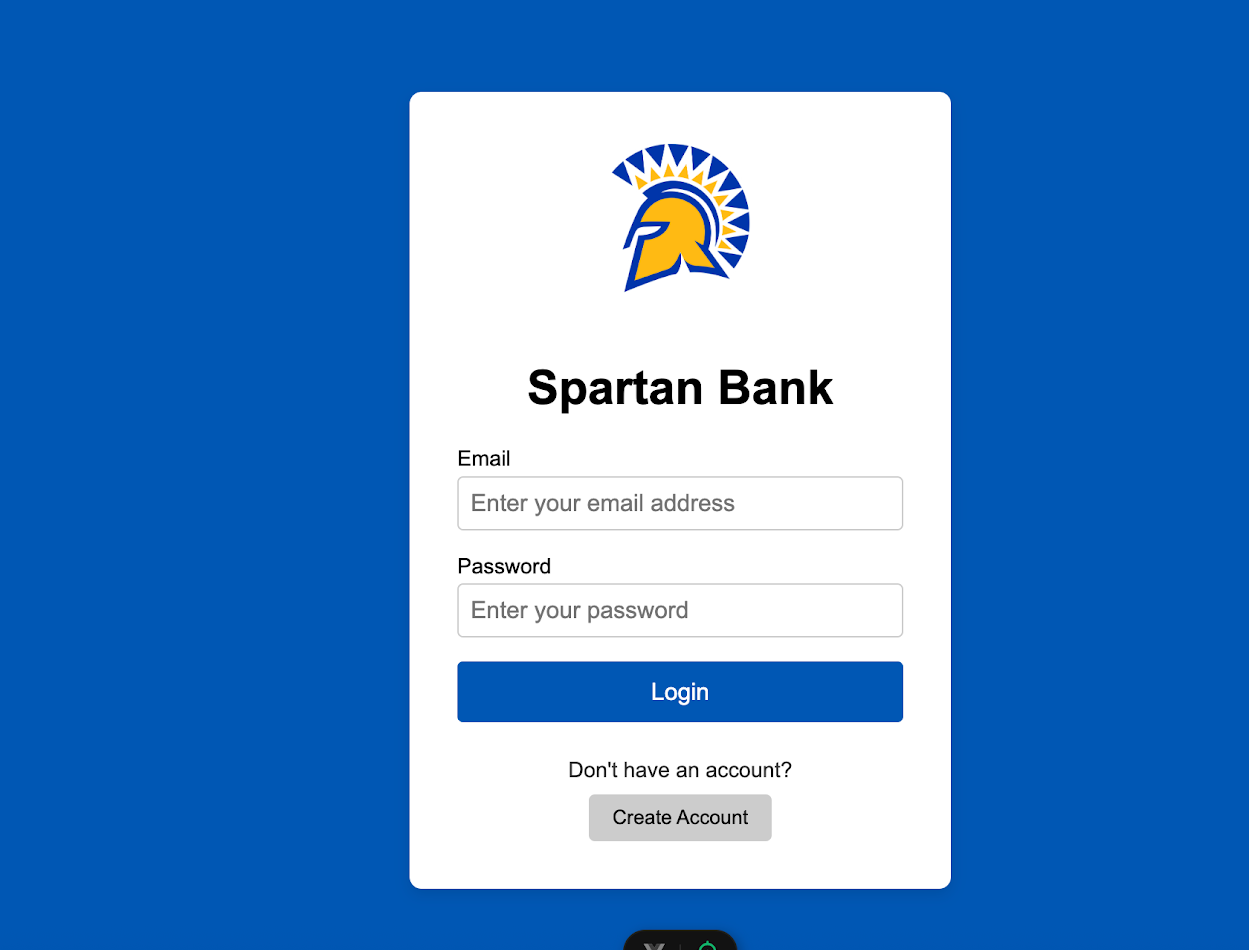 Spartan Bank
Email
Enter your email address
Password
Enter your password
Login
Don't have an account?
Create Account